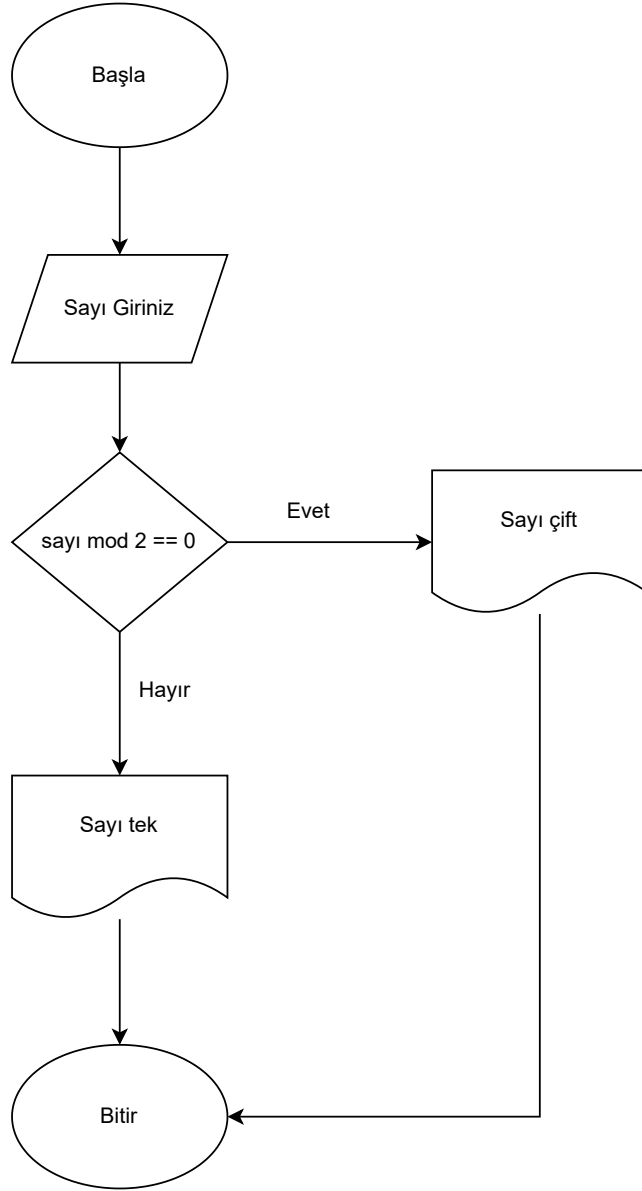 Başla
Sayı Giriniz
sayı mod 2 == 0
Evet
Sayı çift
Hayır
Sayı tek
Bitir